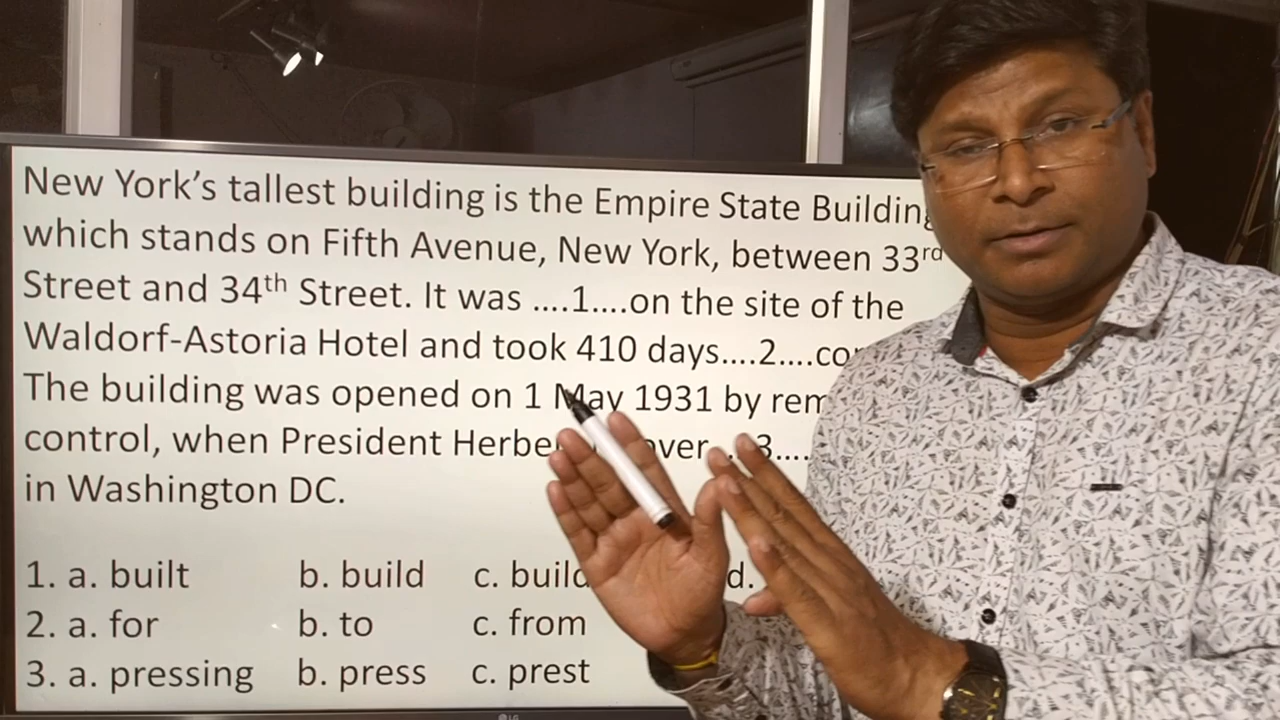 New York's tallest building is the Empire State Building
which stands on Fifth Avenue, New York, between 33rd
Street and 34th Street. It was ....1....on the site of the
Waldorf-Astoria Hotel and took 410 days....2....
The building was opened on 1 May 1931 by
control, when President ....3....
in Washington DC.
1. a. built b. build c. d.
2. a. for b. to c. from
3. a. pressing b. press c. prest
LG